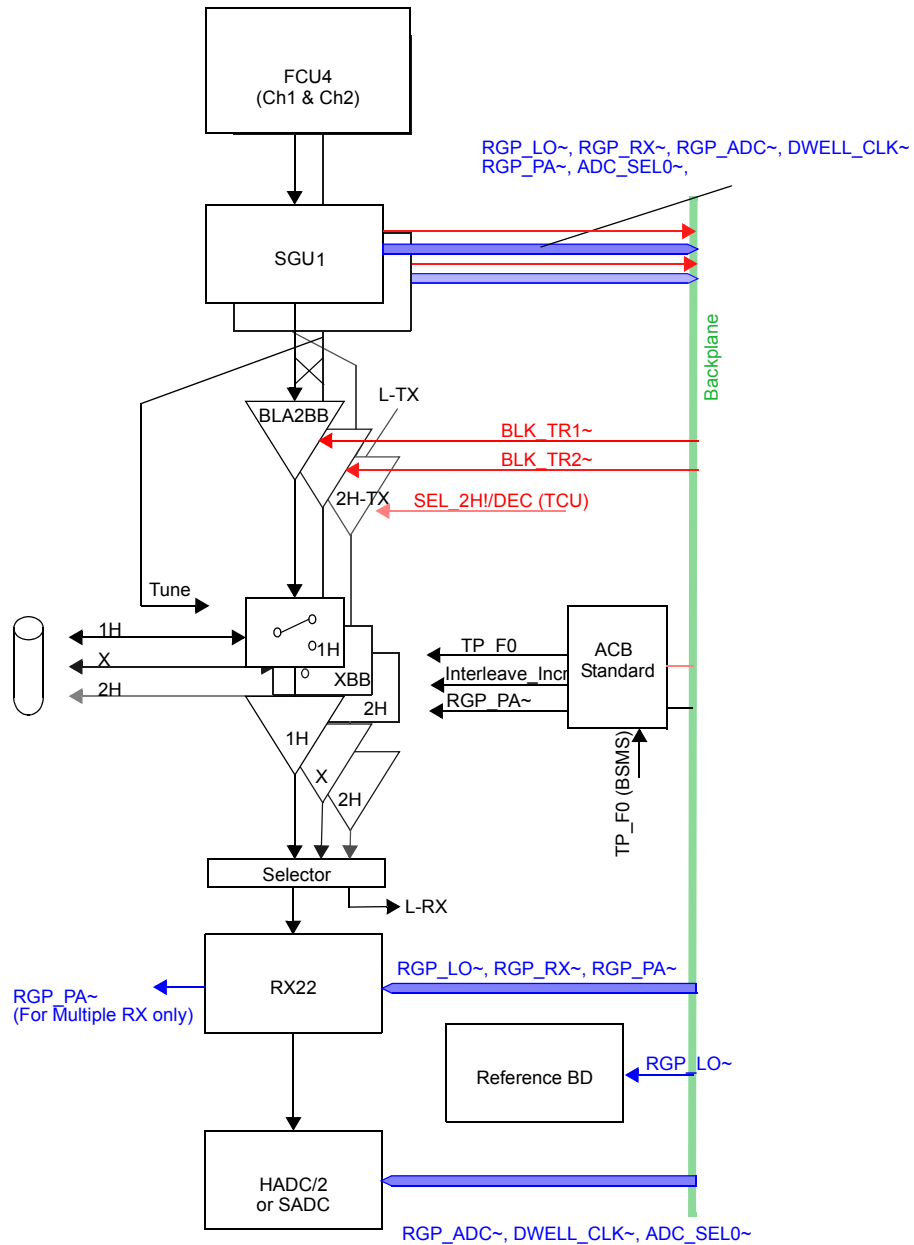 FCU4
(Ch1 & Ch2)
RGP_LO~, RGP_RX~, RGP_ADC~, DWELL_CLK~
RGP_PA~, ADC_SEL0~,
SGU1
Backplane
L-TX
BLA2BB
BLK_TR1~
BLK_TR2~
2H-TX
SEL_2H!/DEC (TCU)
Tune
1H
1H
X
XBB
2H
2H
TP_F0
Interleave_Incr
RGP_PA~
ACB
Standard
TP_F0 (BSMS)
1H
X
2H
Selector
L-RX
RX22
RGP_LO~, RGP_RX~, RGP_PA~
RGP_PA~
(For Multiple RX only)
Reference BD
RGP_LO~
HADC/2
or SADC
RGP_ADC~, DWELL_CLK~, ADC_SEL0~